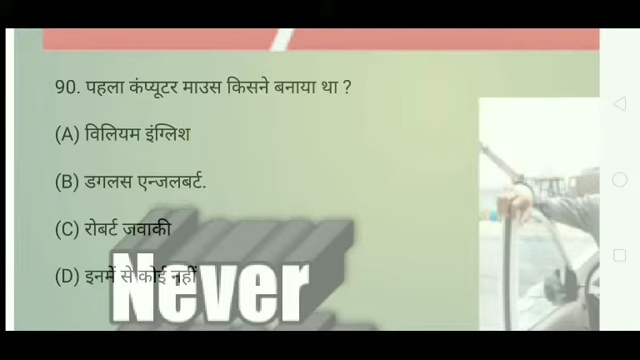 90. पहला कंप्यूटर माउस किसने बनाया था ?
(A) विलियम इंग्लिश
(B) डगलस एन्जलबर्ट.
(C) रोबर्ट जवाकी
(D) इनमें से कोई नहीं
Never